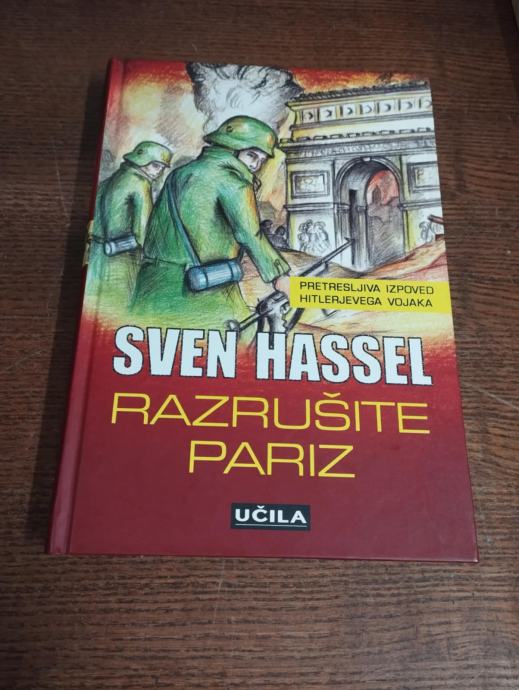 PRETRESLJIVA IZPOVED
HITLERJEVEGA VOJAKA
SVEN HASSEL
RAZRUŠITE
PARIZ
UČILA